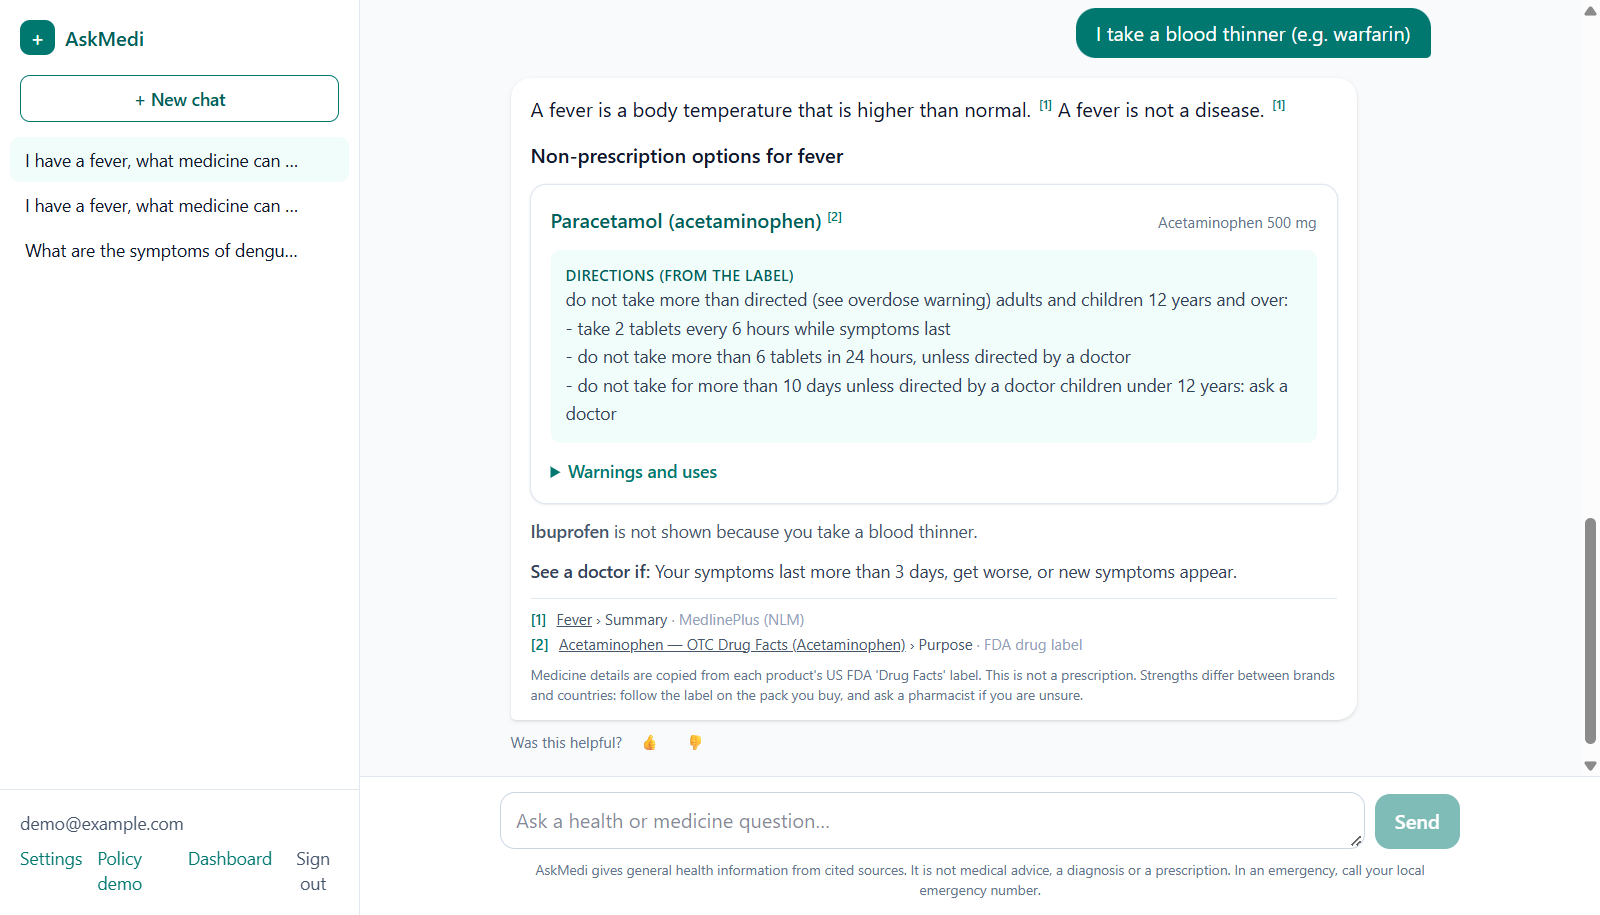 + AskMedi
+ New chat
I have a fever, what medicine can ...
I have a fever, what medicine can ...
What are the symptoms of dengu...
demo@example.com
Settings Policy demo Dashboard Sign out
I take a blood thinner (e.g. warfarin)
A fever is a body temperature that is higher than normal. [1] A fever is not a disease. [1]
Non-prescription options for fever
Paracetamol (acetaminophen) [2] Acetaminophen 500 mg
DIRECTIONS (FROM THE LABEL)
do not take more than directed (see overdose warning) adults and children 12 years and over:
- take 2 tablets every 6 hours while symptoms last
- do not take more than 6 tablets in 24 hours, unless directed by a doctor
- do not take for more than 10 days unless directed by a doctor children under 12 years: ask a
doctor
Warnings and uses
Ibuprofen is not shown because you take a blood thinner.
See a doctor if: Your symptoms last more than 3 days, get worse, or new symptoms appear.
[1] Fever › Summary · MedlinePlus (NLM)
[2] Acetaminophen — OTC Drug Facts (Acetaminophen) › Purpose · FDA drug label
Medicine details are copied from each product's US FDA 'Drug Facts' label. This is not a prescription. Strengths differ between brands
and countries: follow the label on the pack you buy, and ask a pharmacist if you are unsure.
Was this helpful? 👍 👎
Ask a health or medicine question...
Send
AskMedi gives general health information from cited sources. It is not medical advice, a diagnosis or a prescription. In an emergency, call your local
emergency number.